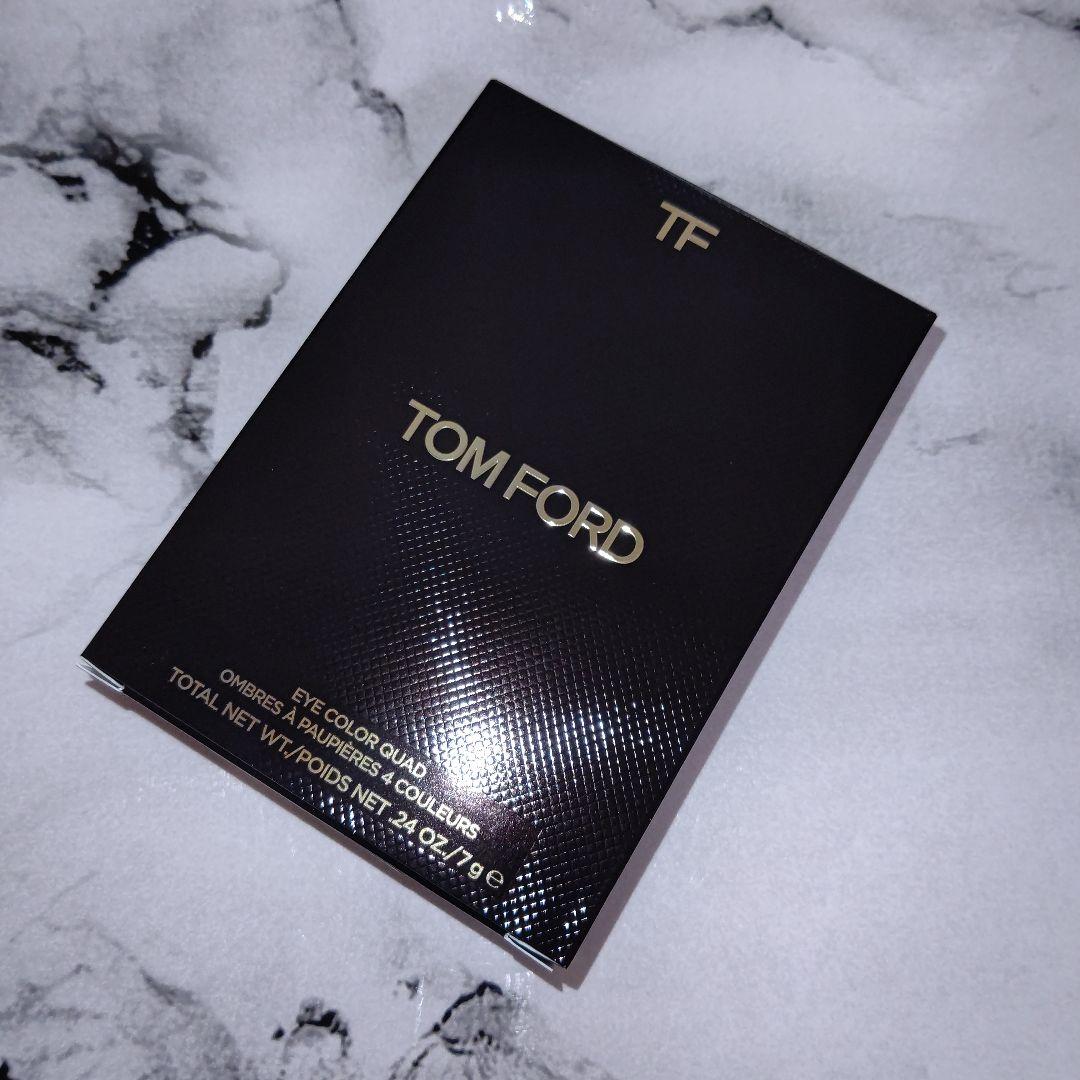 TF
TOM FORD
EYE COLOR QUAD
OMBRES À PAUPIÈRES 4 COULEURS
TOTAL NET WT./POIDS NET .24 OZ./7 g ℮